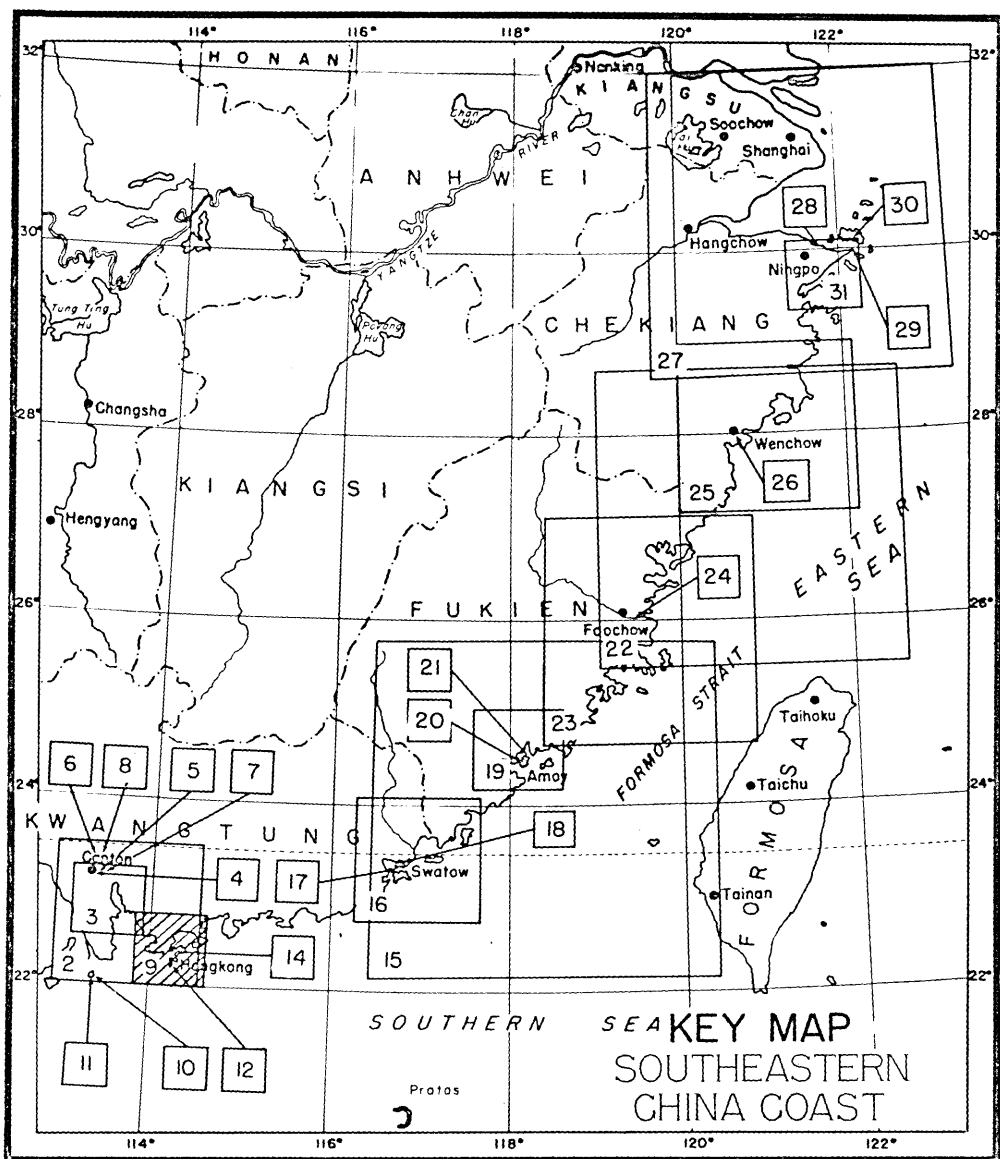 114° 118° 120° 122°
32° 32°
HONAN
Nanking
KIANGSU
Chao
Hu
Soochow
Shanghai
RIVER
ANHWEI
28 30
30° 30°
Hangchow
YANGTZE
Ningpo
31
Tung Ting
Hu
Poyang
Hu
CHEKIANG
29
27
Changsha
28° 28°
Wenchow
26
KIANGSI
25
Hengyang
EASTERN
SEA
24
26° 26°
FUKIEN
Foochow
22
21
STRAIT
20
23
Taihoku
6 8 5 7
19
Amoy
FORMOSA
Taichu
24° 24°
KWANGTUNG
18
Canton
4
17
Swatow
FORMOSA
Tainan
3
16
2 9
14
Hongkong
15
22° 22°
SOUTHERN SEA
KEY MAP
SOUTHEASTERN
CHINA COAST
11 10 12
Pratas
114° 116° 118° 120° 122°